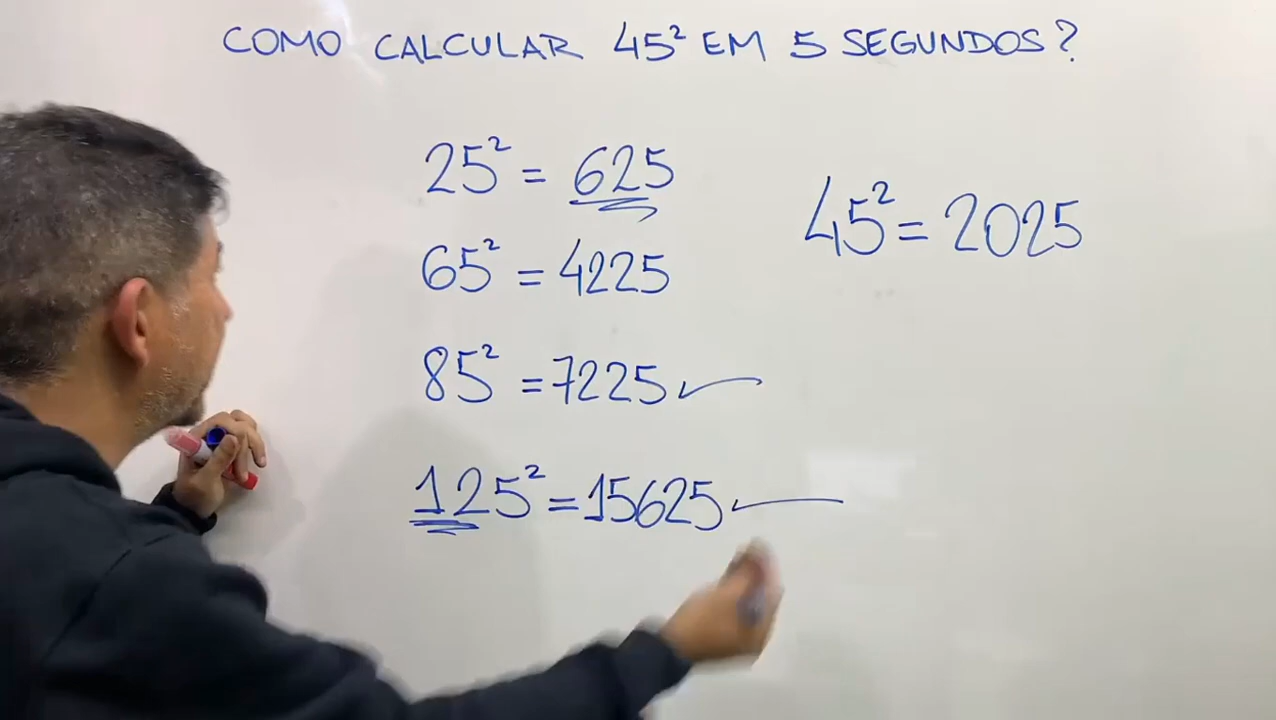 COMO CALCULAR 45² EM 5 SEGUNDOS?
25² = 625
65² = 4225
85² = 7225
125² = 15625
45² = 2025